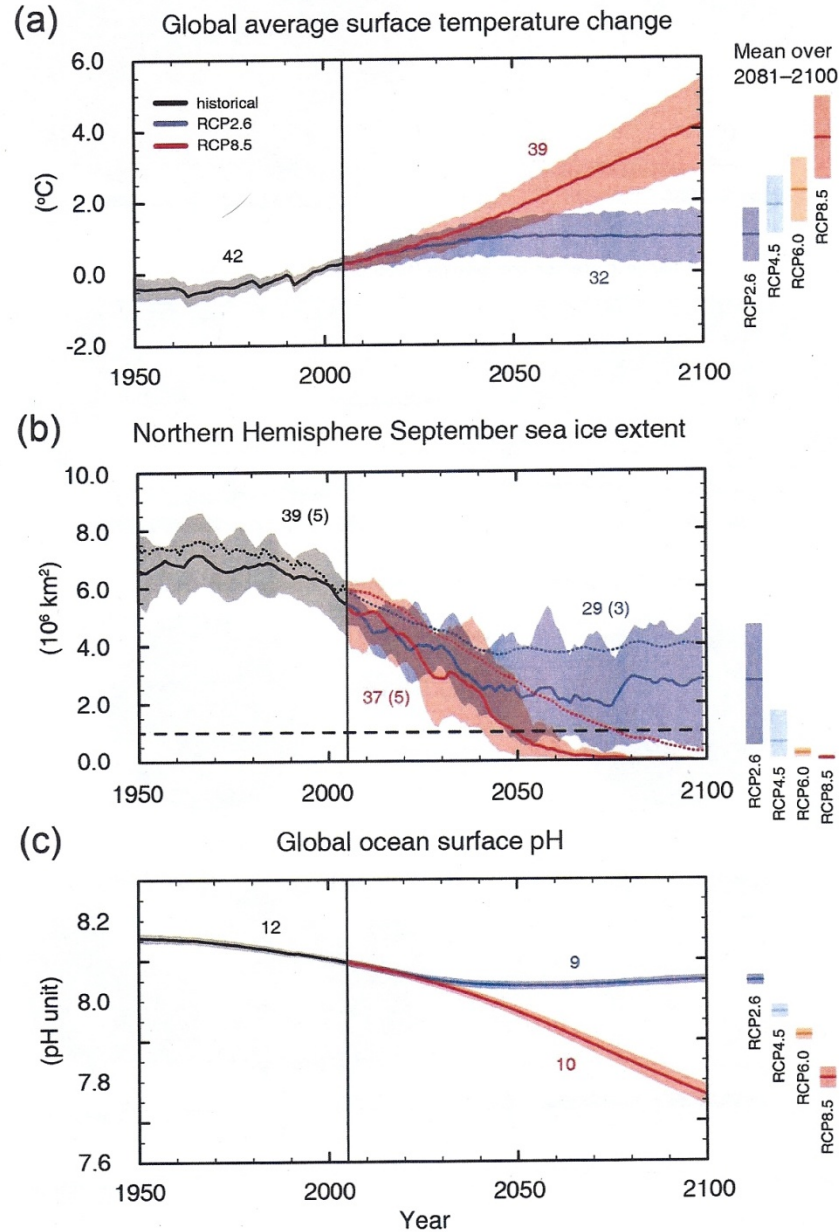 (a)
Global average surface temperature change
Mean over
2081–2100
6.0
4.0
2.0
0.0
-2.0
(°C)
historical
RCP2.6
RCP8.5
42
39
32
1950
2000
2050
2100
RCP2.6
RCP4.5
RCP6.0
RCP8.5
(b)
Northern Hemisphere September sea ice extent
10.0
8.0
6.0
4.0
2.0
0.0
(10⁶ km²)
39 (5)
29 (3)
37 (5)
1950
2000
2050
2100
RCP2.6
RCP4.5
RCP6.0
RCP8.5
(c)
Global ocean surface pH
8.2
8.0
7.8
7.6
(pH unit)
12
9
10
1950
2000
2050
2100
Year
RCP2.6
RCP4.5
RCP6.0
RCP8.5